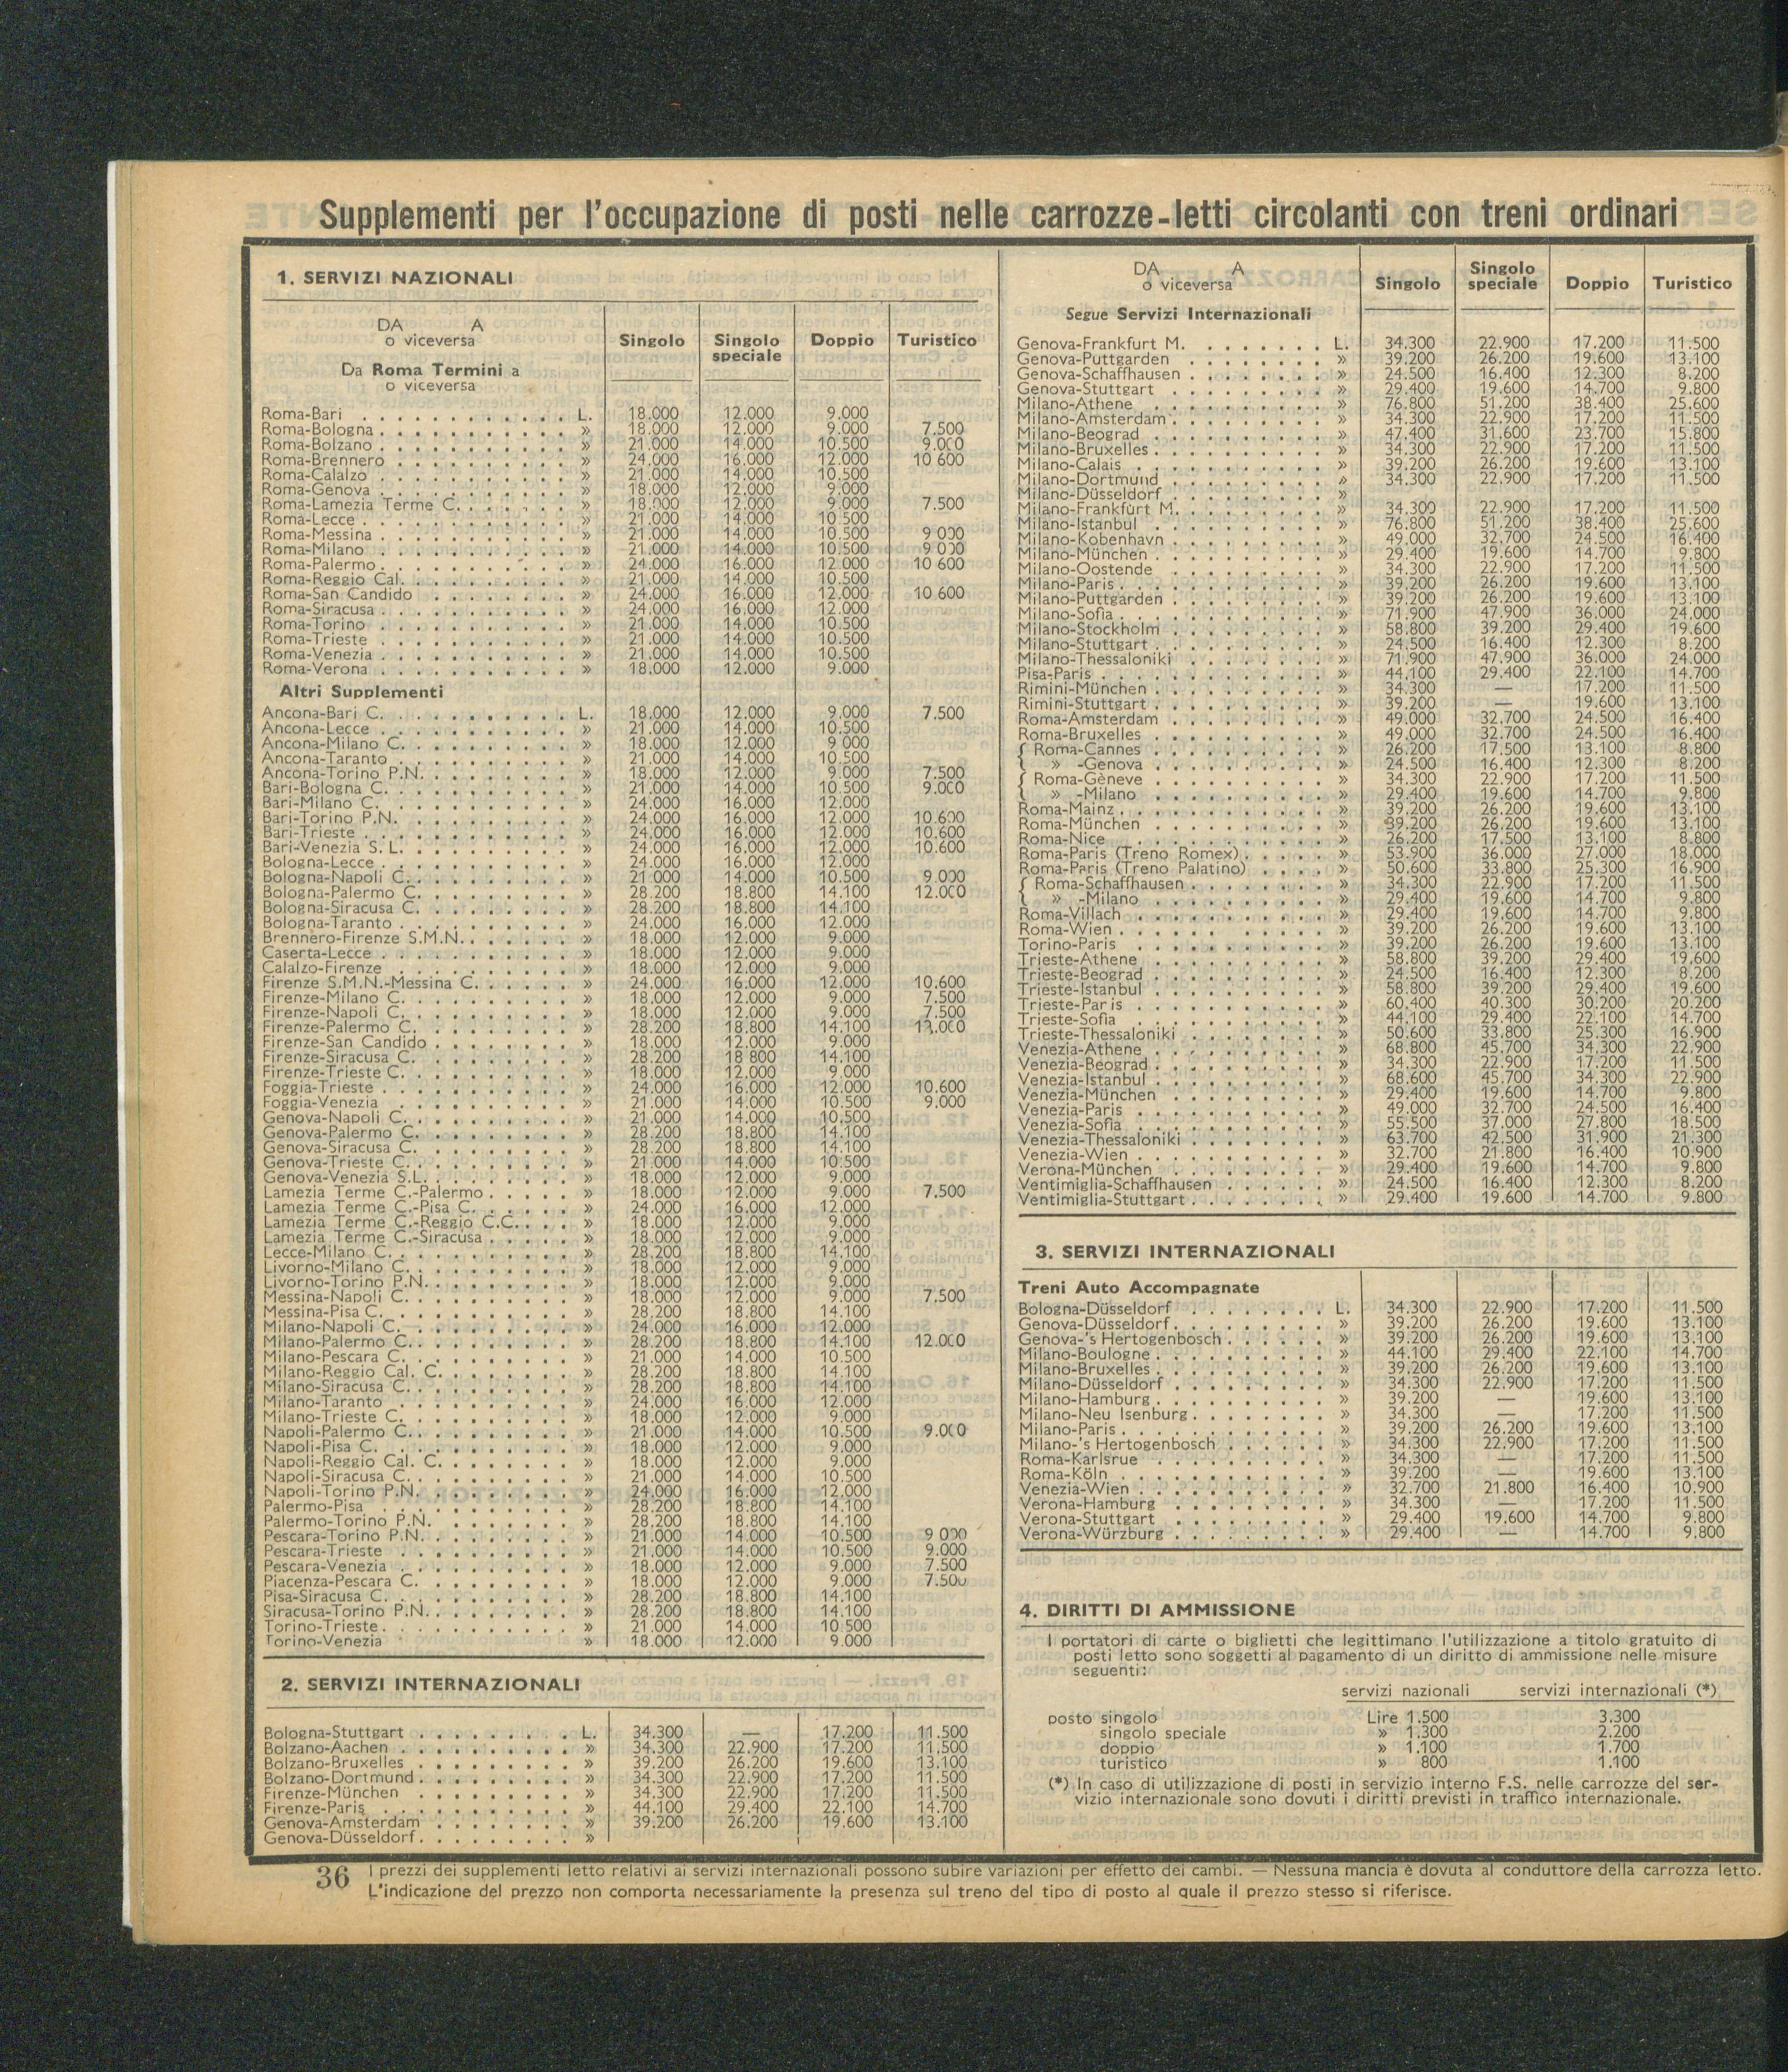 Supplementi per l'occupazione di posti nelle carrozze-letti circolanti con treni ordinari
1. SERVIZI NAZIONALI
DA A
o viceversa
Singolo Singolo speciale Doppio Turistico
Da Roma Termini a
o viceversa
Roma-Bari L. 18.000 12.000 9.000
Roma-Bologna » 18.000 12.000 9.000 7.500
Roma-Bolzano » 21.000 14.000 10.500 9.000
Roma-Brennero » 24.000 16.000 12.000 10 600
Roma-Calalzo » 21.000 14.000 10.500
Roma-Genova » 18.000 12.000 9.000
Roma-Lamezia Terme C. » 18.000 12.000 9.000 7.500
Roma-Lecce » 21.000 14.000 10.500
Roma-Messina » 21.000 14.000 10.500 9 000
Roma-Milano » 21.000 14.000 10.500 9 000
Roma-Palermo » 24.000 16.000 12.000 10 600
Roma-Reggio Cal. » 21.000 14.000 10.500
Roma-San Candido » 24.000 16.000 12.000 10 600
Roma-Siracusa » 24.000 16.000 12.000
Roma-Torino » 21.000 14.000 10.500
Roma-Trieste » 21.000 14.000 10.500
Roma-Venezia » 21.000 14.000 10.500
Roma-Verona » 18.000 12.000 9.000
Altri Supplementi
Ancona-Bari C. L. 18.000 12.000 9.000 7.500
Ancona-Lecce » 21.000 14.000 10.500
Ancona-Milano C. » 18.000 12.000 9 000
Ancona-Taranto » 21.000 14.000 10.500
Ancona-Torino P.N. » 18.000 12.000 9.000 7.500
Bari-Bologna C. » 21.000 14.000 10.500 9.000
Bari-Milano C. » 24.000 16.000 12.000
Bari-Torino P.N. » 24.000 16.000 12.000 10.600
Bari-Trieste » 24.000 16.000 12.000 10.600
Bari-Venezia S. L. » 24.000 16.000 12.000 10.600
Bologna-Lecce » 24.000 16.000 12.000
Bologna-Napoli C. » 21 000 14.000 10.500 9.000
Bologna-Palermo C. » 28.200 18.800 14.100 12.000
Bologna-Siracusa C. » 28.200 18.800 14.100
Bologna-Taranto » 24.000 16.000 12.000
Brennero-Firenze S.M.N. » 18.000 12.000 9.000
Caserta-Lecce » 18.000 12.000 9.000
Calalzo-Firenze » 18.000 12.000 9.000
Firenze S.M.N.-Messina C. » 24.000 16.000 12.000 10.600
Firenze-Milano C. » 18.000 12.000 9.000 7.500
Firenze-Napoli C. » 18.000 12.000 9.000 7.500
Firenze-Palermo C. » 28.200 18.800 14.100
Firenze-San Candido » 18.000 12.000 9.000
Firenze-Siracusa C. » 28.200 18 800 14.100
Firenze-Trieste C. » 18.000 12.000 9.000
Foggia-Trieste » 24.000 16.000 12.000 10.600
Foggia-Venezia » 21.000 14.000 10.500 9.000
Genova-Napoli C. » 21.000 14.000 10.500
Genova-Palermo C. » 28.200 18.800 14.100
Genova-Siracusa C. » 28.200 18.800 14.100
Genova-Trieste C. » 21.000 14.000 10.500
Genova-Venezia S.L. » 18.000 12.000 9.000
Lamezia Terme C.-Palermo » 18.000 12.000 9.000 7.500
Lamezia Terme C.-Pisa C. » 24.000 16.000 12.000
Lamezia Terme C.-Reggio C.C. » 18.000 12.000 9.000
Lamezia Terme C.-Siracusa » 18.000 12.000 9.000
Lecce-Milano C. » 28.200 18.800 14.100
Livorno-Milano C. » 18.000 12.000 9.000
Livorno-Torino P.N. » 18.000 12.000 9.000
Messina-Napoli C. » 18.000 12.000 9.000 7.500
Messina-Pisa C. » 28.200 18.800 14.100
Milano-Napoli C. » 24.000 16.000 12.000
Milano-Palermo C. » 28.200 18.800 14.100 12.000
Milano-Pescara C. » 21.000 14.000 10.500
Milano-Reggio Cal. C. » 28.200 18.800 14.100
Milano-Siracusa C. » 28.200 18.800 14.100
Milano-Taranto » 24.000 16.000 12.000
Milano-Trieste C. » 18.000 12.000 9.000
Napoli-Palermo C. » 21.000 14.000 10.500 9.000
Napoli-Pisa C. » 18.000 12.000 9.000
Napoli-Reggio Cal. C. » 18.000 12.000 9.000
Napoli-Siracusa C. » 21.000 14.000 10.500
Napoli-Torino P.N. » 24.000 16.000 12.000
Palermo-Pisa » 28.200 18.800 14.100
Palermo-Torino P.N. » 28.200 18.800 14.100
Pescara-Torino P.N. » 21.000 14.000 10.500 9 000
Pescara-Trieste » 21.000 14.000 10.500 9.000
Pescara-Venezia » 18.000 12.000 9.000 7.500
Piacenza-Pescara C. » 18.000 12.000 9.000 7.500
Pisa-Siracusa C. » 28.200 18.800 14.100
Siracusa-Torino P.N. » 28.200 18.800 14.100
Torino-Trieste » 21.000 14.000 10.500
Torino-Venezia » 18.000 12.000 9.000
2. SERVIZI INTERNAZIONALI
Bologna-Stuttgart L. 34.300 — 17.200 11.500
Bolzano-Aachen » 34.300 22.900 17.200 11.500
Bolzano-Bruxelles » 39.200 26.200 19.600 13.100
Bolzano-Dortmund » 34.300 22.900 17.200 11.500
Firenze-München » 34.300 22.900 17.200 11.500
Firenze-Paris » 44.100 29.400 22.100 14.700
Genova-Amsterdam » 39.200 26.200 19.600 13.100
Genova-Düsseldorf »
DA A
o viceversa
Singolo Singolo speciale Doppio Turistico
Segue Servizi Internazionali
Genova-Frankfurt M. L. 34.300 22.900 17.200 11.500
Genova-Puttgarden » 39.200 26.200 19.600 13.100
Genova-Schaffhausen » 24.500 16.400 12.300 8.200
Genova-Stuttgart » 29.400 19.600 14.700 9.800
Milano-Athene » 76.800 51.200 38.400 25.600
Milano-Amsterdam » 34.300 22.900 17.200 11.500
Milano-Beograd » 47.400 31.600 23.700 15.800
Milano-Bruxelles » 34.300 22.900 17.200 11.500
Milano-Calais » 39.200 26.200 19.600 13.100
Milano-Dortmund » 34.300 22.900 17.200 11.500
Milano-Düsseldorf »
Milano-Frankfurt M. » 34.300 22.900 17.200 11.500
Milano-Istanbul » 76.800 51.200 38.400 25.600
Milano-Kobenhavn » 49.000 32.700 24.500 16.400
Milano-München » 29.400 19.600 14.700 9.800
Milano-Oostende » 34.300 22.900 17.200 11.500
Milano-Paris » 39.200 26.200 19.600 13.100
Milano-Puttgarden » 39.200 26.200 19.600 13.100
Milano-Sofia » 71.900 47.900 36.000 24.000
Milano-Stockholm » 58.800 39.200 29.400 19.600
Milano-Stuttgart » 24.500 16.400 12.300 8.200
Milano-Thessaloniki » 71.900 47.900 36.000 24.000
Pisa-Paris » 44.100 29.400 22.100 14.700
Rimini-München » 34.300 — 17.200 11.500
Rimini-Stuttgart » 39.200 — 19.600 13.100
Roma-Amsterdam » 49.000 32.700 24.500 16.400
Roma-Bruxelles » 49.000 32.700 24.500 16.400
Roma-Cannes » 26.200 17.500 13.100 8.800
» -Genova » 24.500 16.400 12.300 8.200
Roma-Gèneve » 34.300 22.900 17.200 11.500
» -Milano » 29.400 19.600 14.700 9.800
Roma-Mainz » 39.200 26.200 19.600 13.100
Roma-München » 39.200 26.200 19.600 13.100
Roma-Nice » 26.200 17.500 13.100 8.800
Roma-Paris (Treno Romex) » 53.900 36.000 27.000 18.000
Roma-Paris (Treno Palatino) » 50.600 33.800 25.300 16.900
Roma-Schaffhausen » 34.300 22.900 17.200 11.500
» -Milano » 29.400 19.600 14.700 9.800
Roma-Villach » 29.400 19.600 14.700 9.800
Roma-Wien » 39.200 26.200 19.600 13.100
Torino-Paris » 39.200 26.200 19.600 13.100
Trieste-Athene » 58.800 39.200 29.400 19.600
Trieste-Beograd » 24.500 16.400 12.300 8.200
Trieste-Istanbul » 58.800 39.200 29.400 19.600
Trieste-Paris » 60.400 40.300 30.200 20.200
Trieste-Sofia » 44.100 29.400 22.100 14.700
Trieste-Thessaloniki » 50.600 33.800 25.300 16.900
Venezia-Athene » 68.800 45.700 34.300 22.900
Venezia-Beograd » 34.300 22.900 17.200 11.500
Venezia-Istanbul » 68.600 45.700 34.300 22.900
Venezia-München » 29.400 19.600 14.700 9.800
Venezia-Paris » 49.000 32.700 24.500 16.400
Venezia-Sofia » 55.500 37.000 27.800 18.500
Venezia-Thessaloniki » 63.700 42.500 31.900 21.300
Venezia-Wien » 32.700 21.800 16.400 10.900
Verona-München » 29.400 19.600 14.700 9.800
Ventimiglia-Schaffhausen » 24.500 16.400 12.300 8.200
Ventimiglia-Stuttgart » 29.400 19.600 14.700 9.800
3. SERVIZI INTERNAZIONALI
Treni Auto Accompagnate
Bologna-Düsseldorf L. 34.300 22.900 17.200 11.500
Genova-Düsseldorf » 39.200 26.200 19.600 13.100
Genova-'s Hertogenbosch » 39.200 26.200 19.600 13.100
Milano-Boulogne » 44.100 29.400 22.100 14.700
Milano-Bruxelles » 39.200 26.200 19.600 13.100
Milano-Düsseldorf » 34.300 22.900 17.200 11.500
Milano-Hamburg » 39.200 — 19.600 13.100
Milano-Neu Isenburg » 34.300 — 17.200 11.500
Milano-Paris » 39.200 26.200 19.600 13.100
Milano-'s Hertogenbosch » 34.300 22.900 17.200 11.500
Roma-Karlsrue » 34.300 — 17.200 11.500
Roma-Köln » 39.200 — 19.600 13.100
Venezia-Wien » 32.700 21.800 16.400 10.900
Verona-Hamburg » 34.300 — 17.200 11.500
Verona-Stuttgart » 29.400 19.600 14.700 9.800
Verona-Würzburg » 29.400 — 14.700 9.800
4. DIRITTI DI AMMISSIONE
I portatori di carte o biglietti che legittimano l'utilizzazione a titolo gratuito di
posti letto sono soggetti al pagamento di un diritto di ammissione nelle misure
seguenti:
servizi nazionali servizi internazionali (*)
posto singolo Lire 1.500 3.300
singolo speciale » 1.300 2.200
doppio » 1.100 1.700
turistico » 800 1.100
(*) In caso di utilizzazione di posti in servizio interno F.S. nelle carrozze del ser-
vizio internazionale sono dovuti i diritti previsti in traffico internazionale.
36
I prezzi dei supplementi letto relativi ai servizi internazionali possono subire variazioni per effetto dei cambi. — Nessuna mancia è dovuta al conduttore della carrozza letto.
L'indicazione del prezzo non comporta necessariamente la presenza sul treno del tipo di posto al quale il prezzo stesso si riferisce.